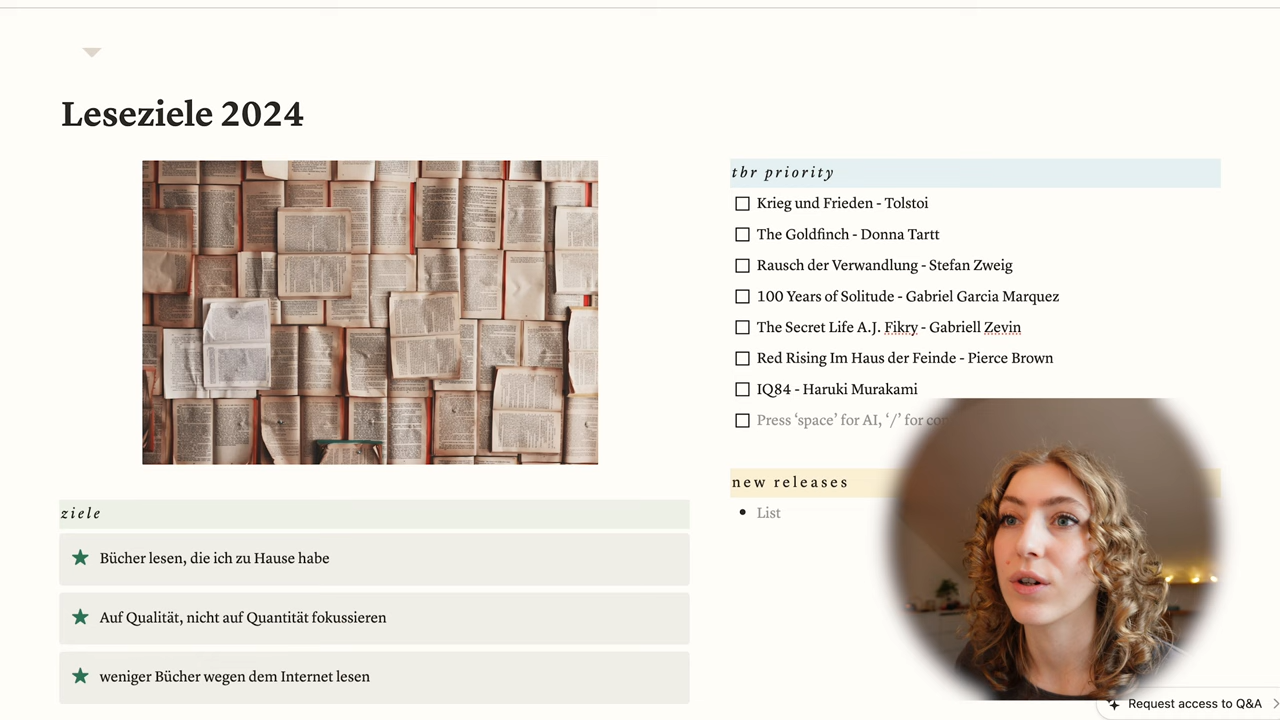 Leseziele 2024
tbr priority
Krieg und Frieden - Tolstoi
The Goldfinch - Donna Tartt
Rausch der Verwandlung - Stefan Zweig
100 Years of Solitude - Gabriel Garcia Marquez
The Secret Life A.J. Fikry - Gabriell Zevin
Red Rising Im Haus der Feinde - Pierce Brown
IQ84 - Haruki Murakami
Press ‘space’ for AI, ‘/’ for
new releases
List
ziele
Bücher lesen, die ich zu Hause habe
Auf Qualität, nicht auf Quantität fokussieren
weniger Bücher wegen dem Internet lesen
Request access to Q&A